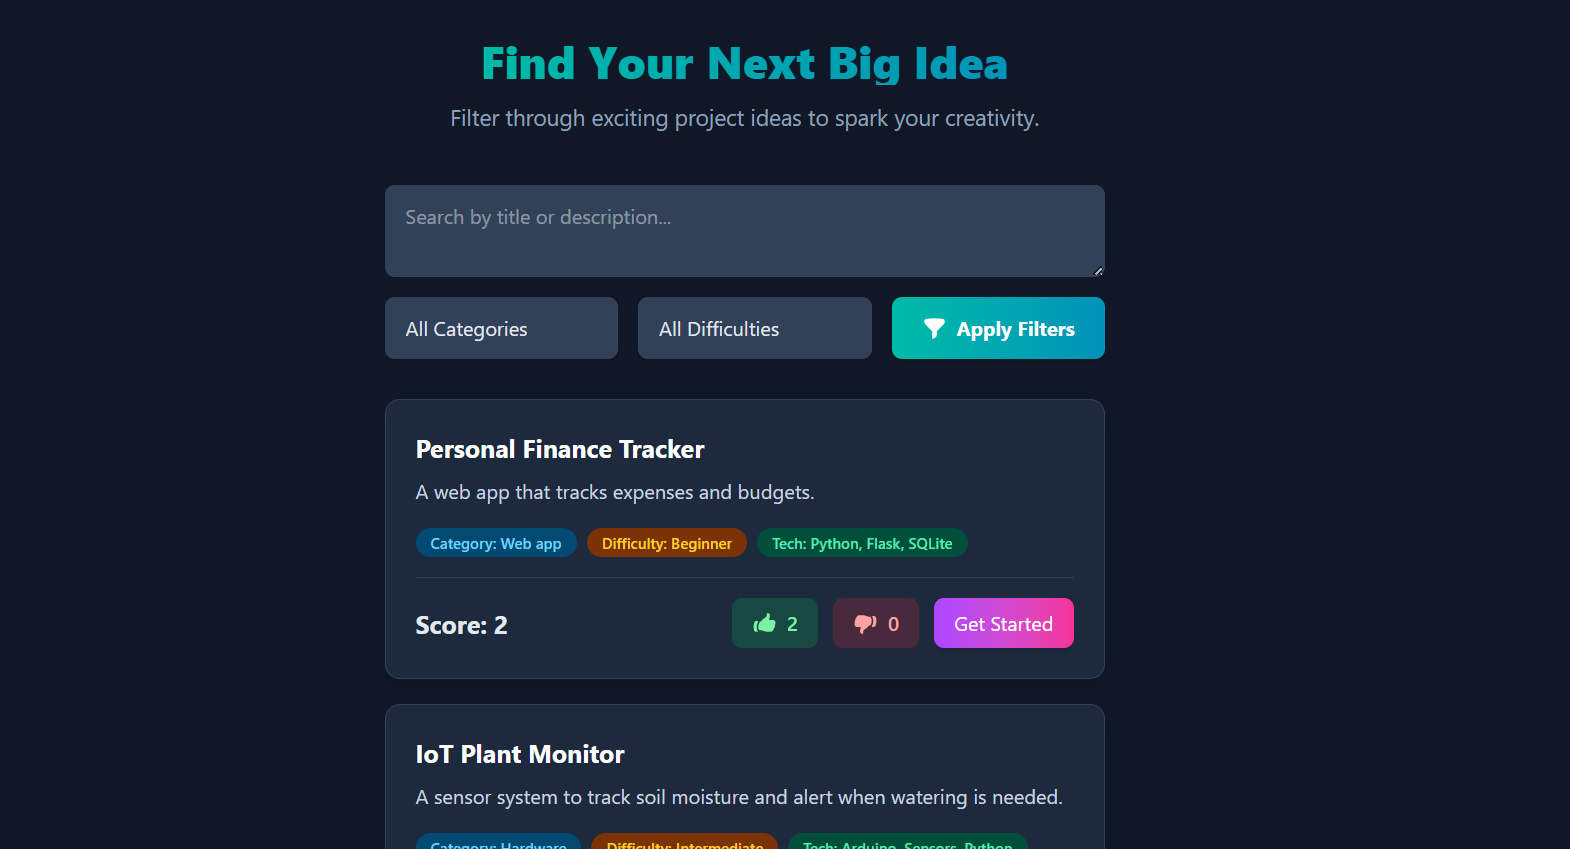 Find Your Next Big Idea
Filter through exciting project ideas to spark your creativity.
Search by title or description...
All Categories
All Difficulties
Apply Filters
Personal Finance Tracker
A web app that tracks expenses and budgets.
Category: Web app
Difficulty: Beginner
Tech: Python, Flask, SQLite
Score: 2
2
0
Get Started
IoT Plant Monitor
A sensor system to track soil moisture and alert when watering is needed.
Category: Hardware
Difficulty: Intermediate
Tech: Arduino, Sensors, Python